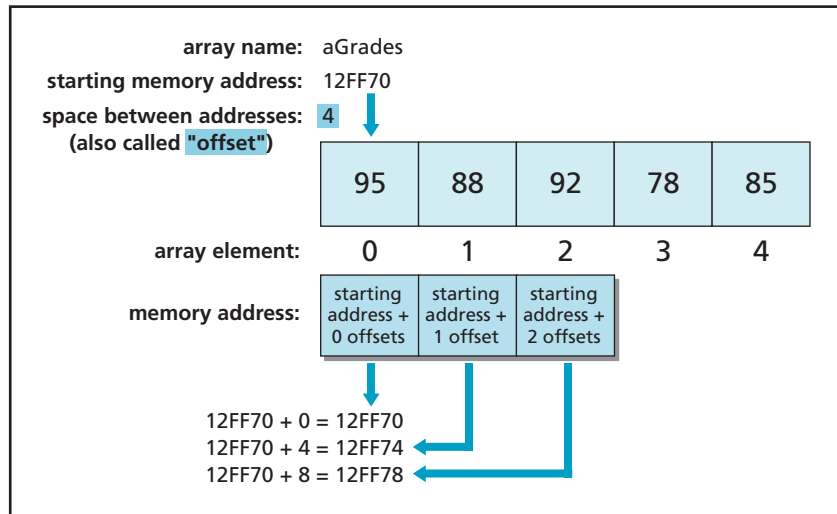 array name: aGrades
starting memory address: 12FF70
space between addresses: 4
(also called "offset")
95 88 92 78 85
array element: 0 1 2 3 4
memory address:
starting address + 0 offsets
starting address + 1 offset
starting address + 2 offsets
12FF70 + 0 = 12FF70
12FF70 + 4 = 12FF74
12FF70 + 8 = 12FF78